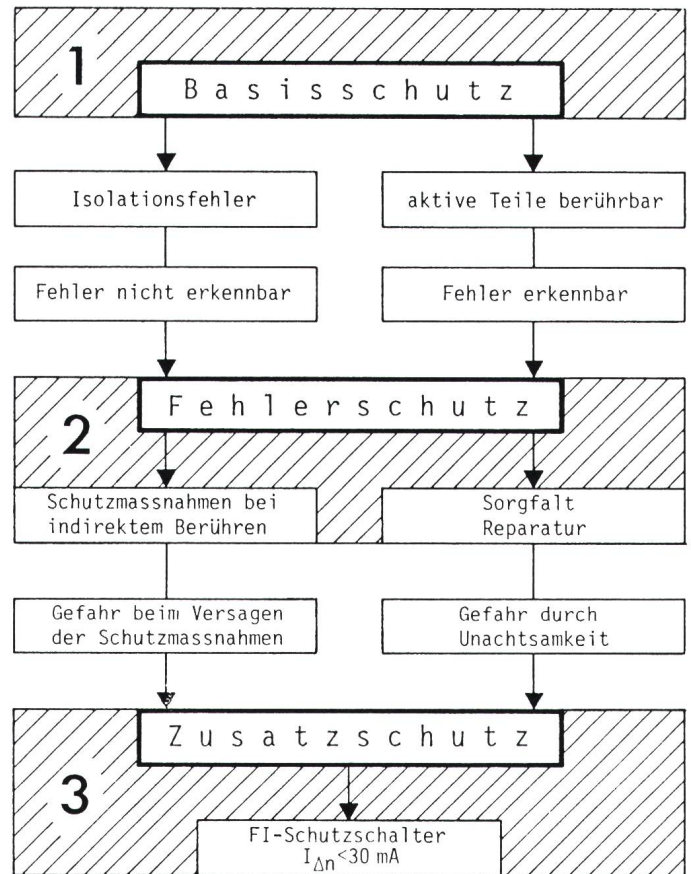 1
Basisschutz
Isolationsfehler
aktive Teile berührbar
Fehler nicht erkennbar
Fehler erkennbar
2
Fehlerschutz
Schutzmassnahmen bei
indirektem Berühren
Sorgfalt
Reparatur
Gefahr beim Versagen
der Schutzmassnahmen
Gefahr durch
Unachtsamkeit
3
Zusatzschutz
FI-Schutzschalter
I∆n<30 mA